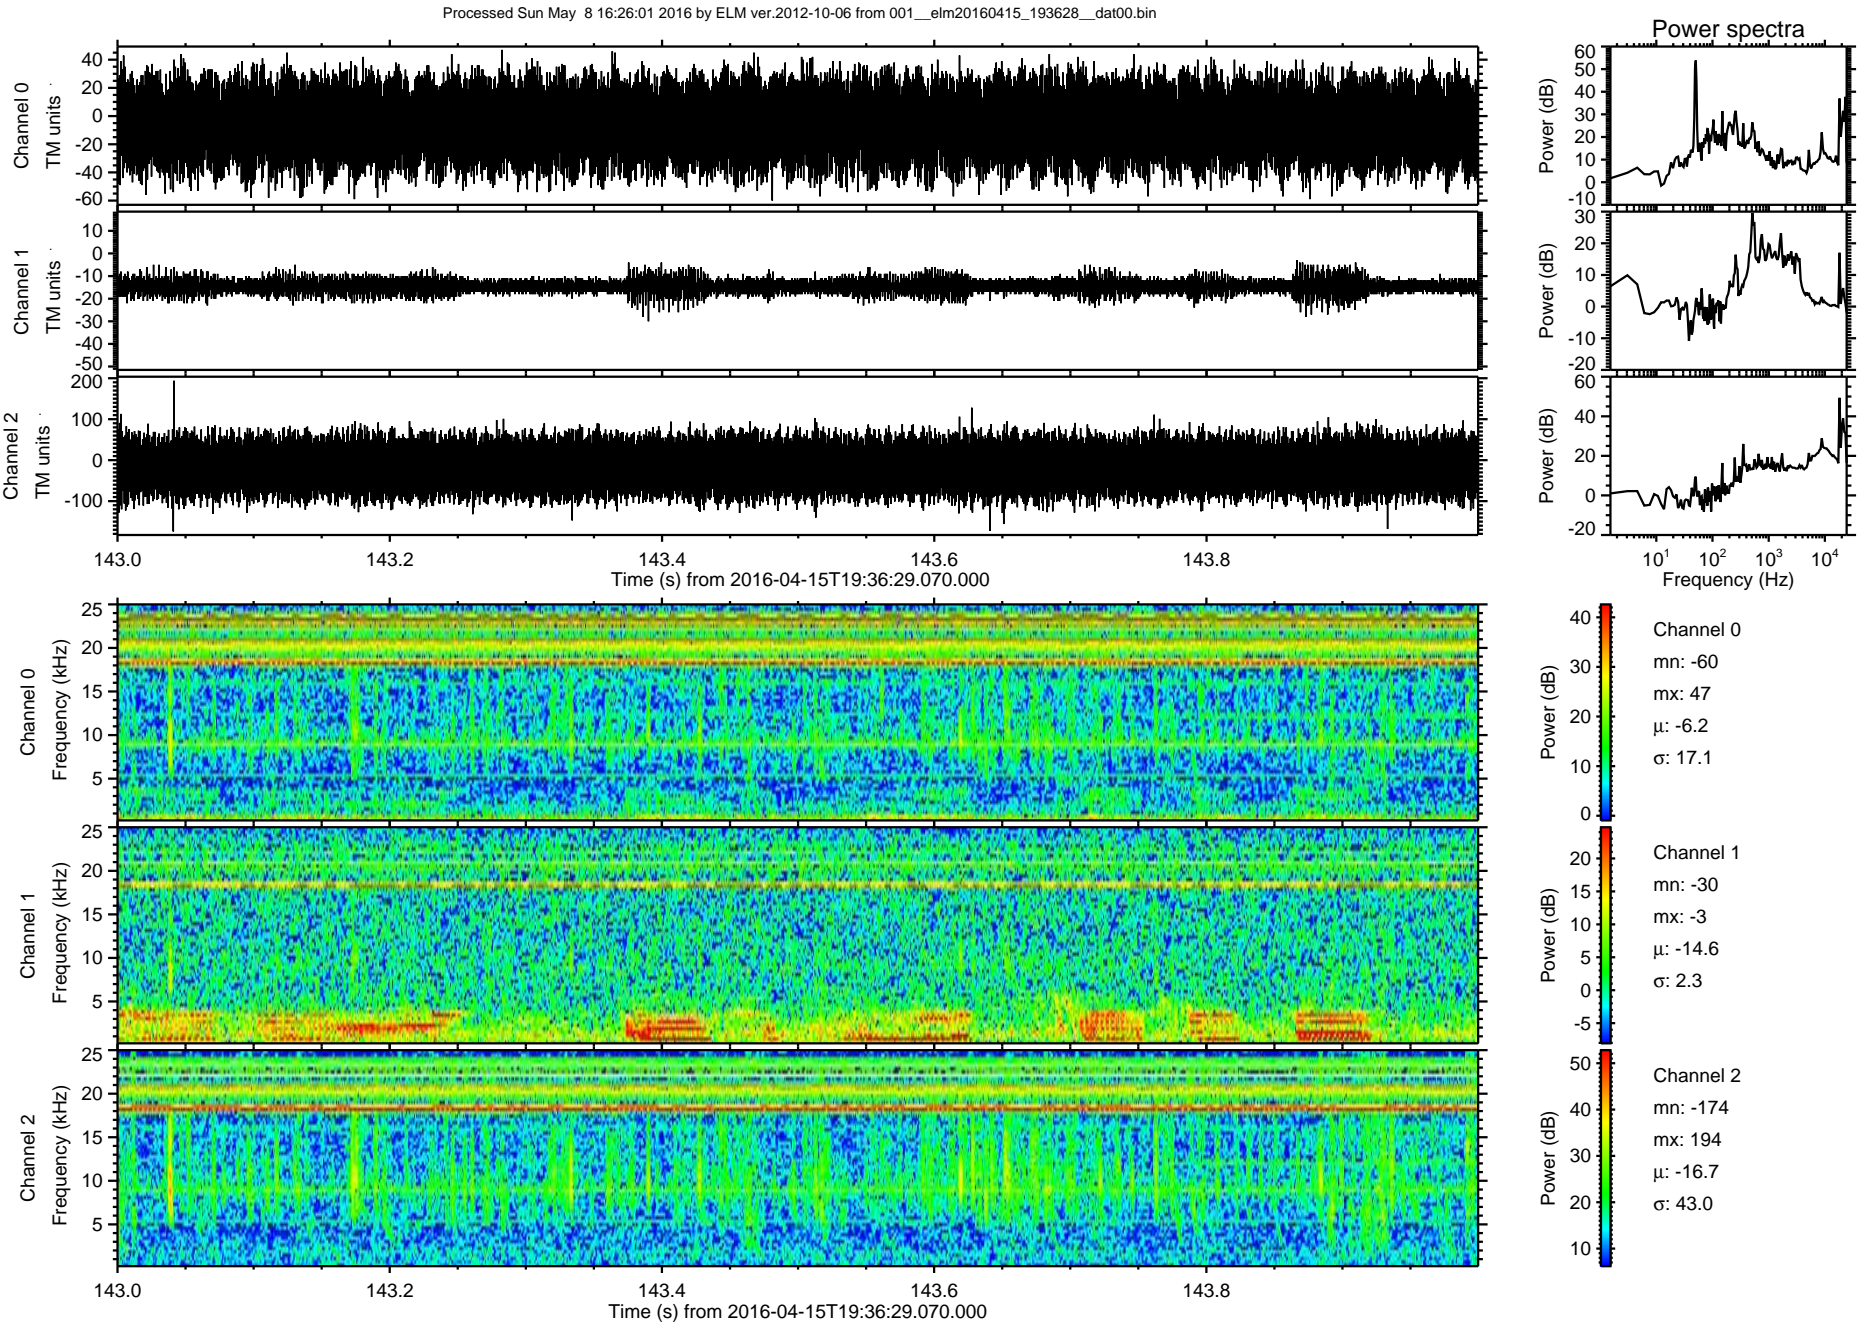 Processed Sun May 8 16:26:01 2016 by ELM ver.2012-10-06 from 001__elm20160415_193628__dat00.bin
Power spectra
Channel 0
TM units
40
20
0
-20
-40
-60
Power (dB)
60
50
40
30
20
10
0
-10
Channel 1
TM units
10
0
-10
-20
-30
-40
-50
Power (dB)
30
20
10
0
-10
-20
Channel 2
TM units
200
100
0
-100
Power (dB)
60
40
20
0
-20
143.0 143.2 143.4 143.6 143.8
Time (s) from 2016-04-15T19:36:29.070.000
10^1 10^2 10^3 10^4
Frequency (Hz)
Channel 0
Frequency (kHz)
25
20
15
10
5
Power (dB)
40
30
20
10
0
Channel 0
mn: -60
mx: 47
μ: -6.2
σ: 17.1
Channel 1
Frequency (kHz)
25
20
15
10
5
Power (dB)
20
15
10
5
0
-5
Channel 1
mn: -30
mx: -3
μ: -14.6
σ: 2.3
Channel 2
Frequency (kHz)
25
20
15
10
5
Power (dB)
50
40
30
20
10
Channel 2
mn: -174
mx: 194
μ: -16.7
σ: 43.0
143.0 143.2 143.4 143.6 143.8
Time (s) from 2016-04-15T19:36:29.070.000